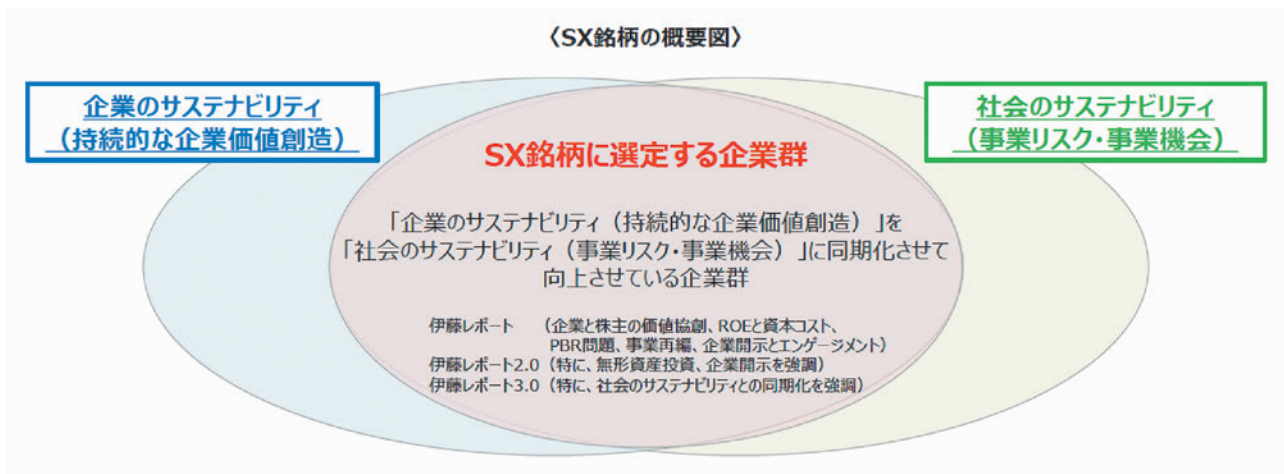 〈SX銘柄の概要図〉
企業のサステナビリティ
（持続的な企業価値創造）
社会のサステナビリティ
（事業リスク・事業機会）
SX銘柄に選定する企業群
「企業のサステナビリティ（持続的な企業価値創造）」を
「社会のサステナビリティ（事業リスク・事業機会）」に同期化させて
向上させている企業群
伊藤レポート （企業と株主の価値協創、ROEと資本コスト、
PBR問題、事業再編、企業開示とエンゲージメント）
伊藤レポート2.0（特に、無形資産投資、企業開示を強調）
伊藤レポート3.0（特に、社会のサステナビリティとの同期化を強調）